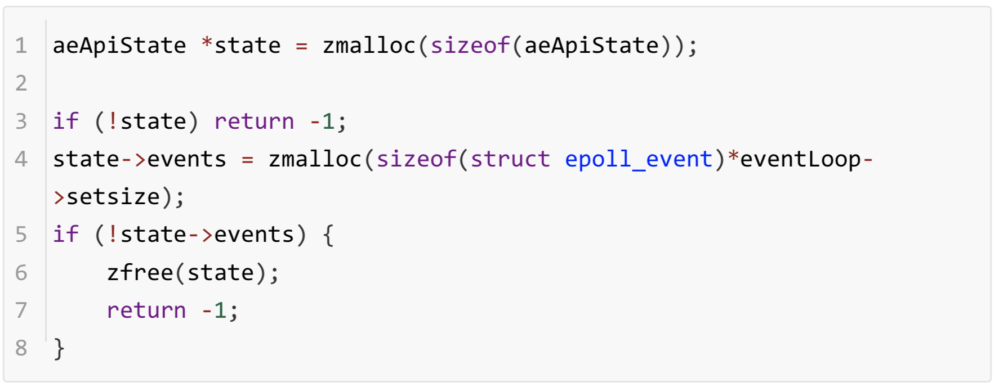 1 aeApiState *state = zmalloc(sizeof(aeApiState));
2
3 if (!state) return -1;
4 state->events = zmalloc(sizeof(struct epoll_event)*eventLoop-
>setsize);
5 if (!state->events) {
6     zfree(state);
7     return -1;
8 }